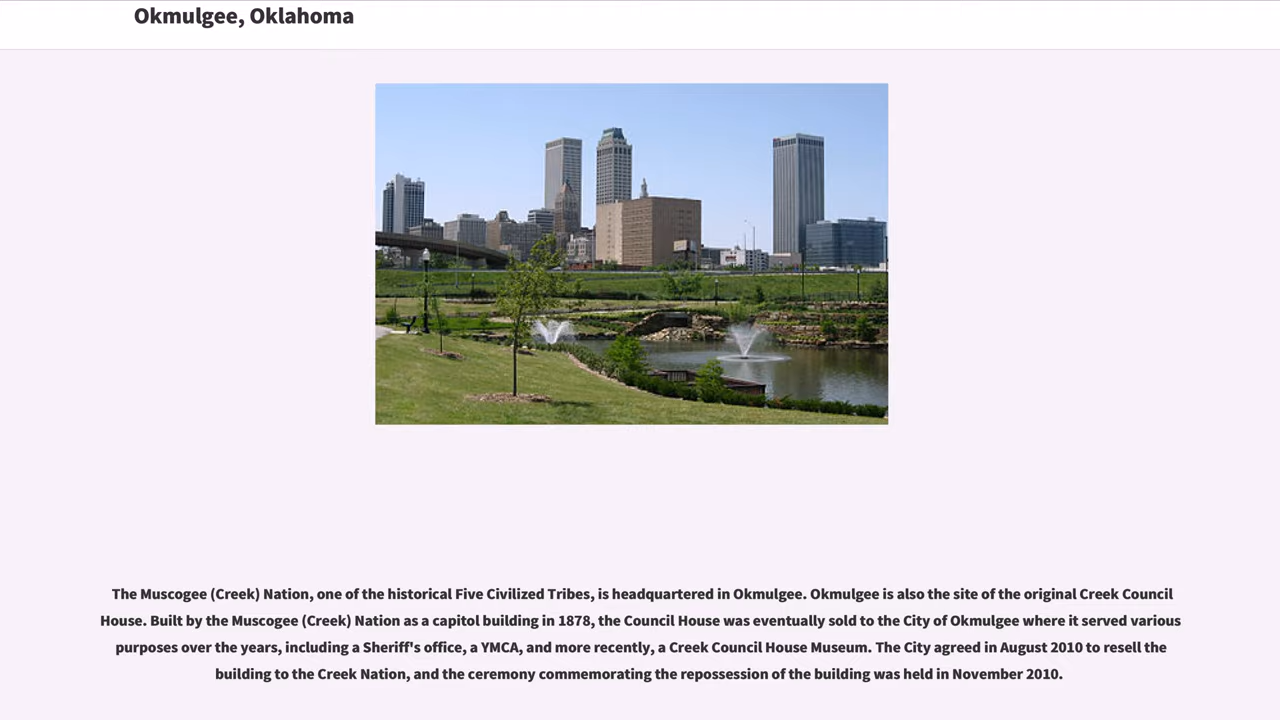 Okmulgee, Oklahoma
The Muscogee (Creek) Nation, one of the historical Five Civilized Tribes, is headquartered in Okmulgee. Okmulgee is also the site of the original Creek Council
House. Built by the Muscogee (Creek) Nation as a capitol building in 1878, the Council House was eventually sold to the City of Okmulgee where it served various
purposes over the years, including a Sheriff's office, a YMCA, and more recently, a Creek Council House Museum. The City agreed in August 2010 to resell the
building to the Creek Nation, and the ceremony commemorating the repossession of the building was held in November 2010.